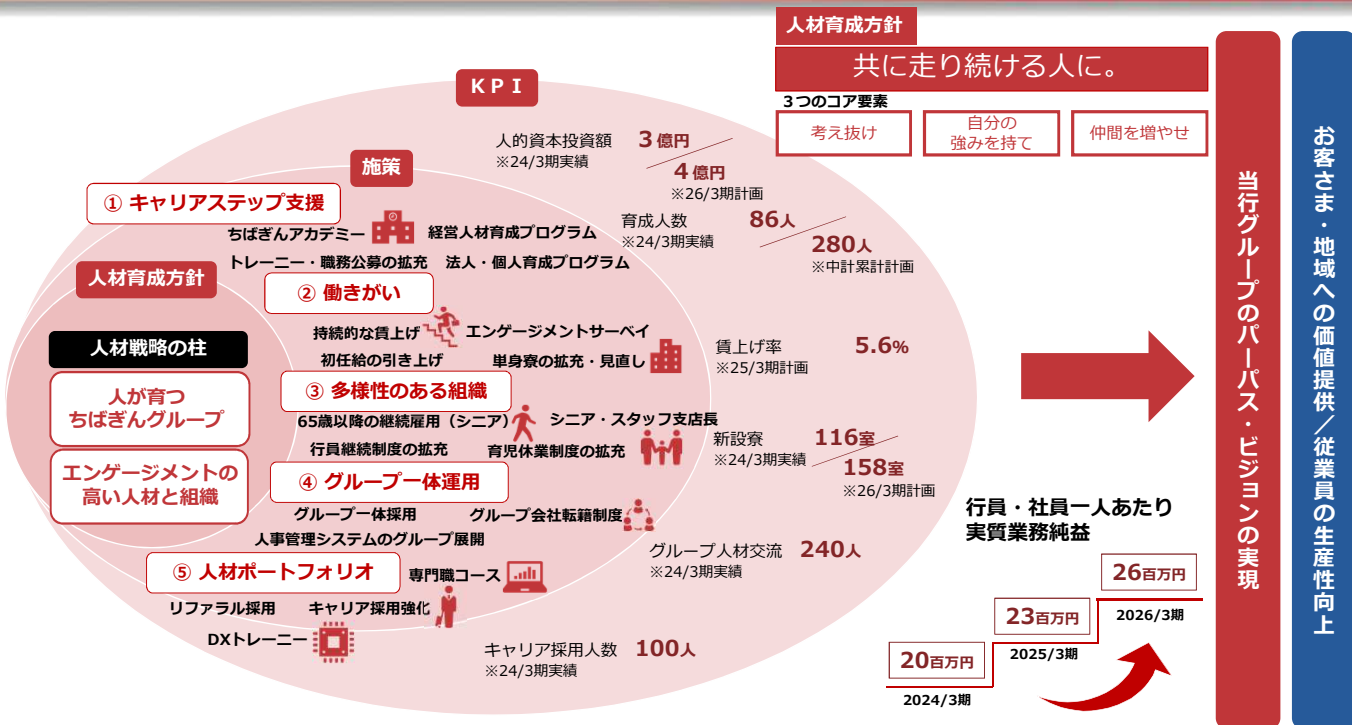 人材育成方針
共に走り続ける人に。
３つのコア要素
考え抜け
自分の
強みを持て
仲間を増やせ
ＫＰＩ
人的資本投資額 3億円
※24/3期実績
4億円
※26/3期計画
育成人数 86人
※24/3期実績
280人
※中計累計計画
賃上げ率 5.6%
※25/3期計画
新設寮 116室
※24/3期実績
158室
※26/3期計画
グループ人材交流 240人
※24/3期実績
キャリア採用人数 100人
※24/3期実績
施策
① キャリアステップ支援
ちばぎんアカデミー 経営人材育成プログラム
トレーニー・職務公募の拡充 法人・個人育成プログラム
② 働きがい
持続的な賃上げ エンゲージメントサーベイ
初任給の引き上げ 単身寮の拡充・見直し
③ 多様性のある組織
65歳以降の継続雇用（シニア） シニア・スタッフ支店長
行員継続制度の拡充 育児休業制度の拡充
④ グループ一体運用
グループ一体採用 グループ会社転籍制度
人事管理システムのグループ展開
⑤ 人材ポートフォリオ
専門職コース
リファラル採用 キャリア採用強化
DXトレーニー
人材育成方針
人材戦略の柱
人が育つ
ちばぎんグループ
エンゲージメントの
高い人材と組織
行員・社員一人あたり
実質業務純益
20百万円
2024/3期
23百万円
2025/3期
26百万円
2026/3期
当行グループのパーパス・ビジョンの実現
お客さま・地域への価値提供／従業員の生産性向上